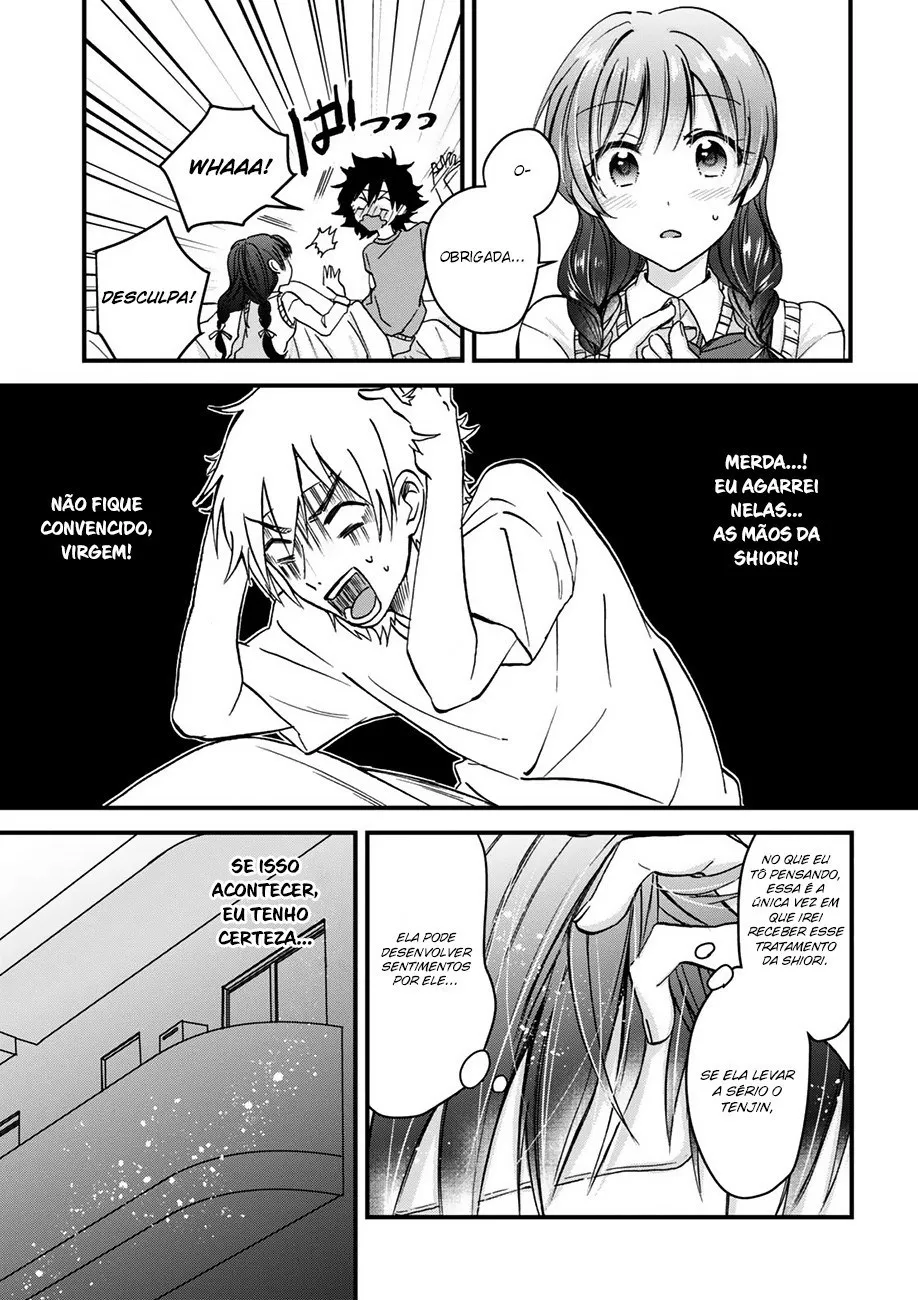 O-
OBRIGADA...
ばーっっっ
WHAAA!
DESCULPA!
MERDA...!
EU AGARREI
NELAS...
AS MÃOS DA
SHIORI!
NÃO FIQUE
CONVENCIDO,
VIRGEM!
NO QUE EU
TÔ PENSANDO,
ESSA É A
ÚNICA VEZ EM
QUE IREI
RECEBER ESSE
TRATAMENTO
DA SHIORI.
SE ELA LEVAR
A SÉRIO O
TENJIN,
ELA PODE
DESENVOLVER
SENTIMENTOS
POR ELE...
SE ISSO
ACONTECER,
EU TENHO
CERTEZA...